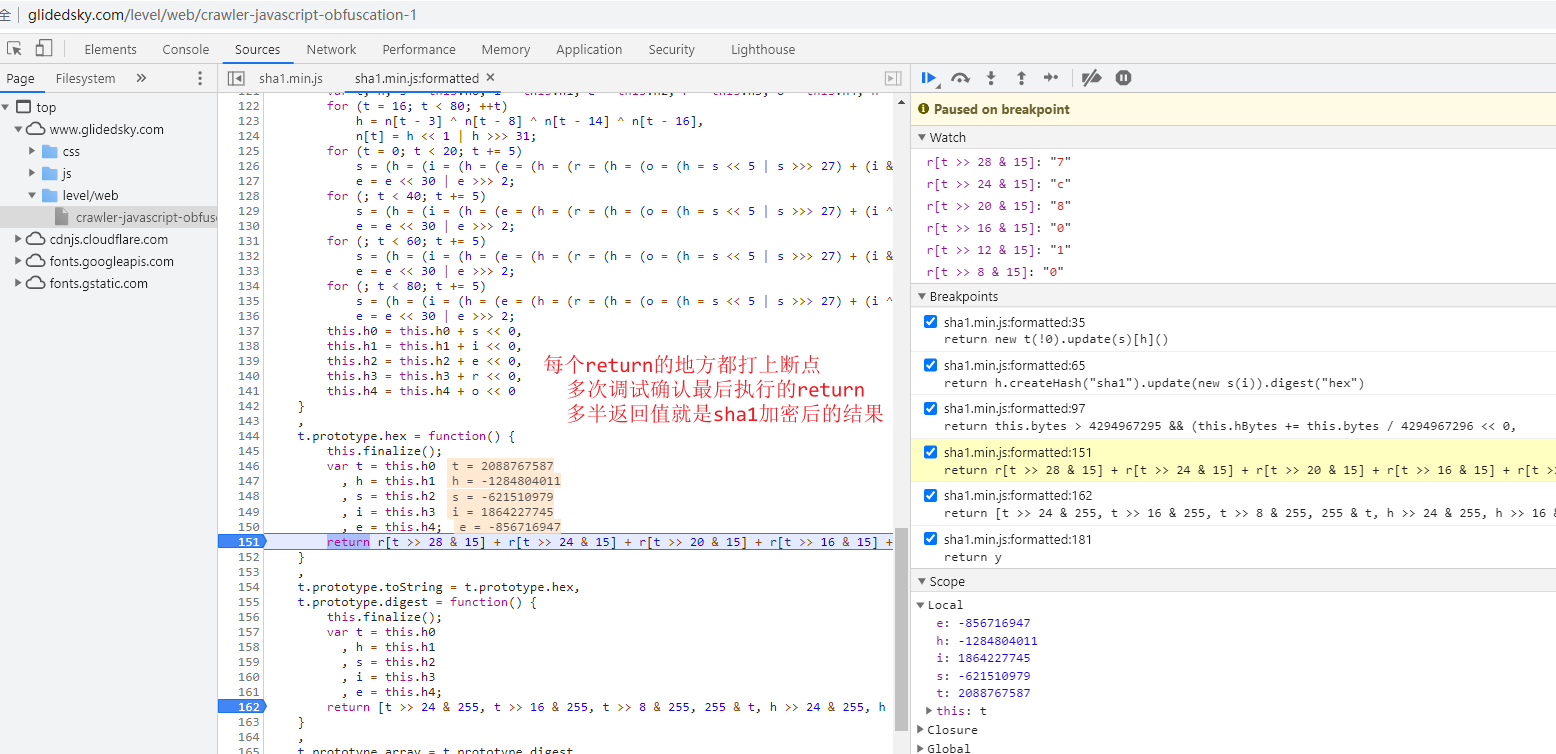 全 glidedsky.com/level/web/crawler-javascript-obfuscation-1
Elements Console Sources Network Performance Memory Application Security Lighthouse
Page Filesystem » sha1.min.js sha1.min.js:formatted ×
top
www.glidedsky.com
css
js
level/web
crawler-javascript-obfus
cdnjs.cloudflare.com
fonts.googleapis.com
fonts.gstatic.com
122 for (t = 16; t < 80; ++t)
123 h = n[t - 3] ^ n[t - 8] ^ n[t - 14] ^ n[t - 16],
124 n[t] = h << 1 | h >>> 31;
125 for (t = 0; t < 20; t += 5)
126 s = (h = (i = (h = (e = (h = (r = (h = (o = (h = s << 5 | s >>> 27) + (i &
127 e = e << 30 | e >>> 2;
128 for (; t < 40; t += 5)
129 s = (h = (i = (h = (e = (h = (r = (h = (o = (h = s << 5 | s >>> 27) + (i ^
130 e = e << 30 | e >>> 2;
131 for (; t < 60; t += 5)
132 s = (h = (i = (h = (e = (h = (r = (h = (o = (h = s << 5 | s >>> 27) + (i &
133 e = e << 30 | e >>> 2;
134 for (; t < 80; t += 5)
135 s = (h = (i = (h = (e = (h = (r = (h = (o = (h = s << 5 | s >>> 27) + (i ^
136 e = e << 30 | e >>> 2;
137 this.h0 = this.h0 + s << 0,
138 this.h1 = this.h1 + i << 0,
139 this.h2 = this.h2 + e << 0,
140 this.h3 = this.h3 + r << 0,
141 this.h4 = this.h4 + o << 0
142 }
143 ,
144 t.prototype.hex = function() {
145 this.finalize();
146 var t = this.h0 t = 2088767587
147 , h = this.h1 h = -1284804011
148 , s = this.h2 s = -621510979
149 , i = this.h3 i = 1864227745
150 , e = this.h4; e = -856716947
151 return r[t >> 28 & 15] + r[t >> 24 & 15] + r[t >> 20 & 15] + r[t >> 16 & 15] +
152 }
153 ,
154 t.prototype.toString = t.prototype.hex,
155 t.prototype.digest = function() {
156 this.finalize();
157 var t = this.h0
158 , h = this.h1
159 , s = this.h2
160 , i = this.h3
161 , e = this.h4;
162 return [t >> 24 & 255, t >> 16 & 255, t >> 8 & 255, 255 & t, h >> 24 & 255, h
163 }
164 ,
165 t.prototype.array = t.prototype.digest
每个return的地方都打上断点
多次调试确认最后执行的return
多半返回值就是sha1加密后的结果
Paused on breakpoint
Watch
r[t >> 28 & 15]: "7"
r[t >> 24 & 15]: "c"
r[t >> 20 & 15]: "8"
r[t >> 16 & 15]: "0"
r[t >> 12 & 15]: "1"
r[t >> 8 & 15]: "0"
Breakpoints
sha1.min.js:formatted:35
return new t(!0).update(s)[h]()
sha1.min.js:formatted:65
return h.createHash("sha1").update(new s(i)).digest("hex")
sha1.min.js:formatted:97
return this.bytes > 4294967295 && (this.hBytes += this.bytes / 4294967296 << 0,
sha1.min.js:formatted:151
return r[t >> 28 & 15] + r[t >> 24 & 15] + r[t >> 20 & 15] + r[t >> 16 & 15] + r[t >
sha1.min.js:formatted:162
return [t >> 24 & 255, t >> 16 & 255, t >> 8 & 255, 255 & t, h >> 24 & 255, h >> 16 &
sha1.min.js:formatted:181
return y
Scope
Local
e: -856716947
h: -1284804011
i: 1864227745
s: -621510979
t: 2088767587
this: t
Closure
Global